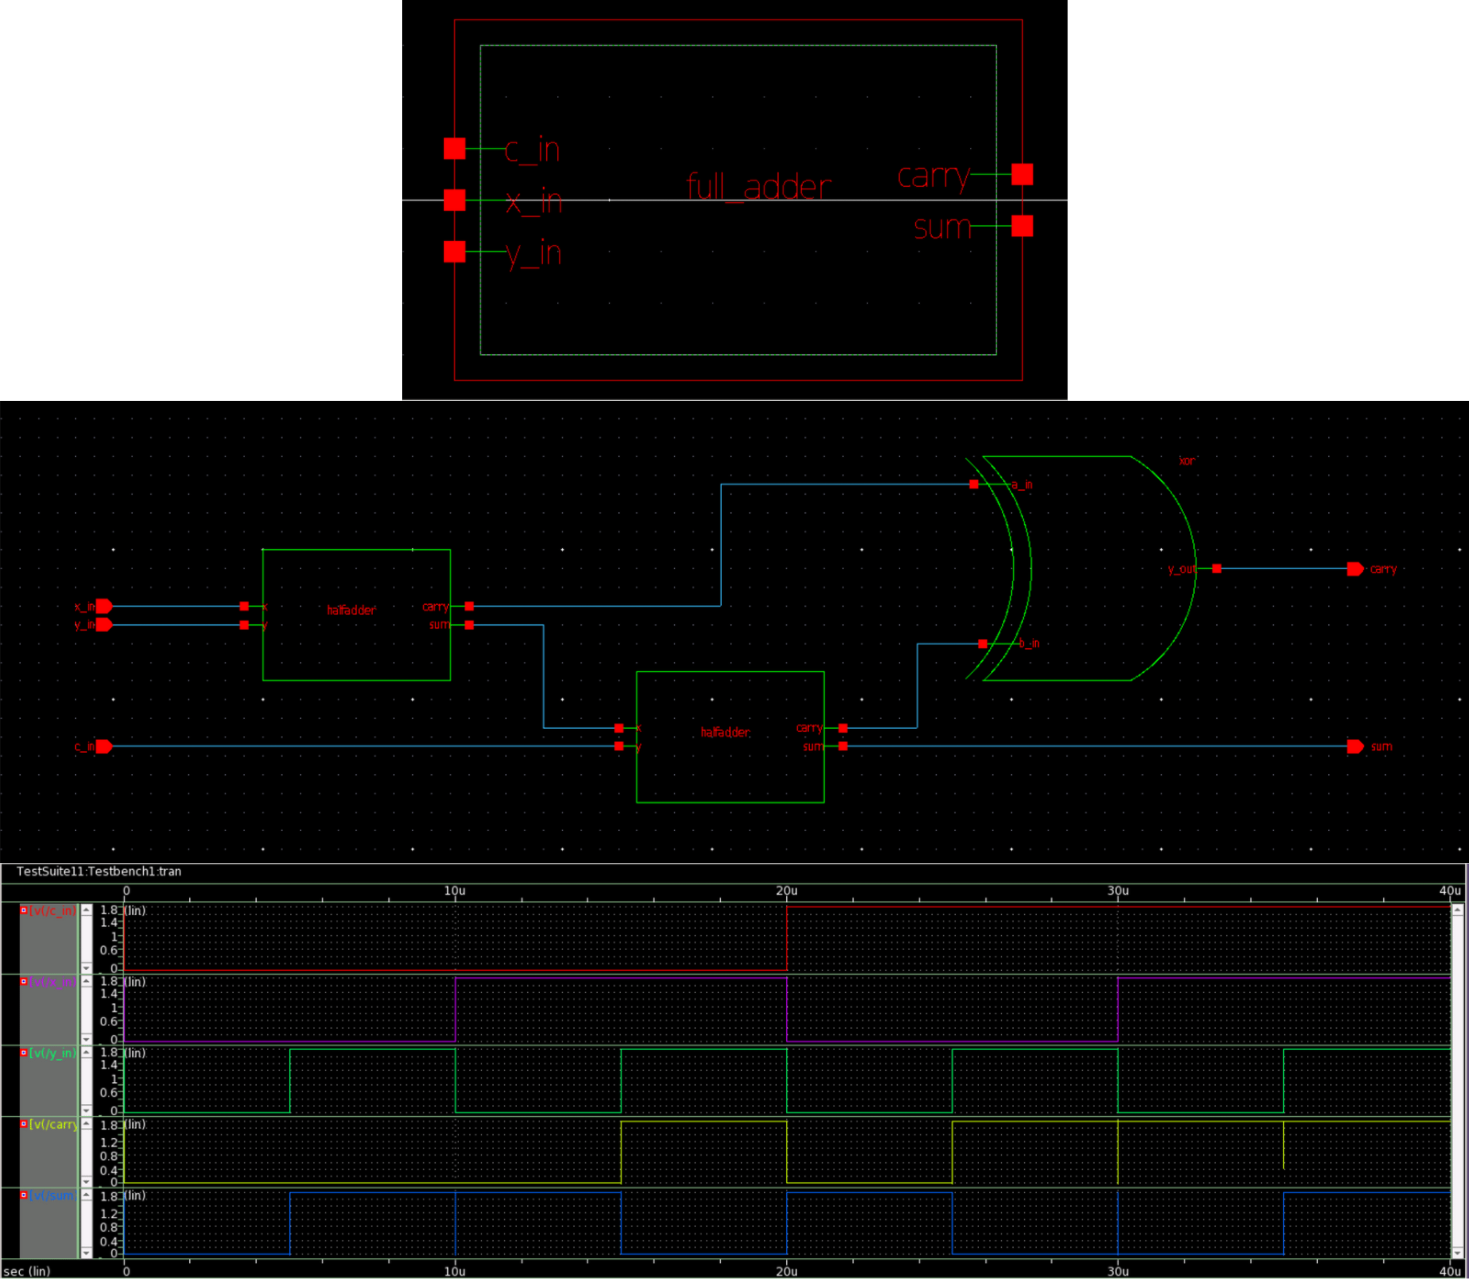 c_in
x_in
y_in
full_adder
carry
sum
xor
a_in
x_in
y_in
x
y
halfadder
carry
sum
y_out
carry
b_in
c_in
x
y
halfadder
carry
sum
sum
TestSuite11:Testbench1:tran
0 10u 20u 30u 40u
[v(/c_in) 1.8 (lin)
1.4
1
0.6
0
[v(/x_in) 1.8 (lin)
1.4
1
0.6
0
[v(/y_in) 1.8 (lin)
1.4
1
0.6
0
[v(/carry 1.8 (lin)
1.2
0.8
0.4
0
[v(/sum) 1.8 (lin)
1.2
0.8
0.4
0
sec (lin) 0 10u 20u 30u 40u